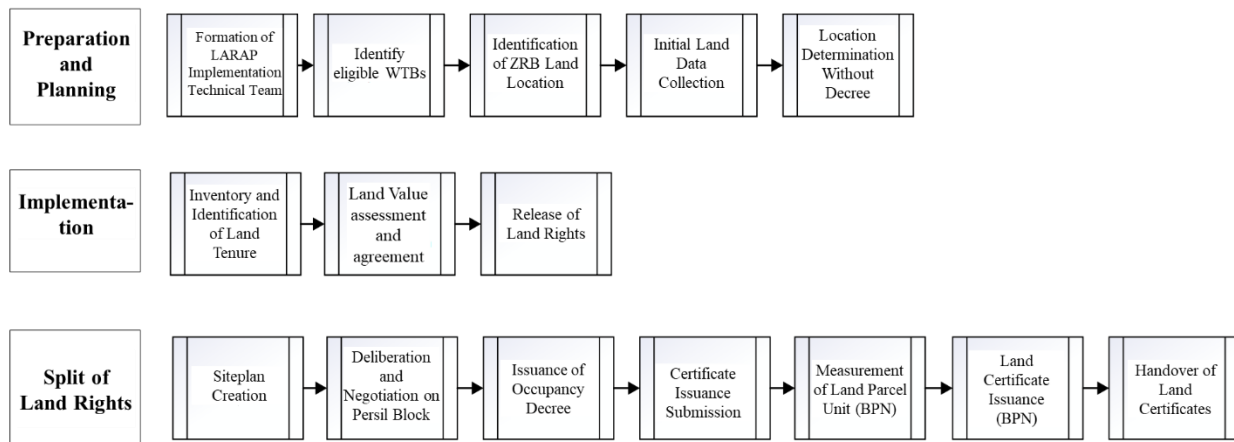 Preparation
and
Planning
Formation of
LARAP
Implementation
Technical Team
Identify
eligible WTBs
Identification
of ZRB Land
Location
Initial Land
Data
Collection
Location
Determination
Without
Decree
Implementa-
tion
Inventory and
Identification
of Land
Tenure
Land Value
assessment
and
agreement
Release of
Land Rights
Split of
Land Rights
Siteplan
Creation
Deliberation
and
Negotiation on
Persil Block
Issuance of
Occupancy
Decree
Certificate
Issuance
Submission
Measurement
of Land Parcel
Unit (BPN)
Land
Certificate
Issuance
(BPN)
Handover of
Land
Certificates